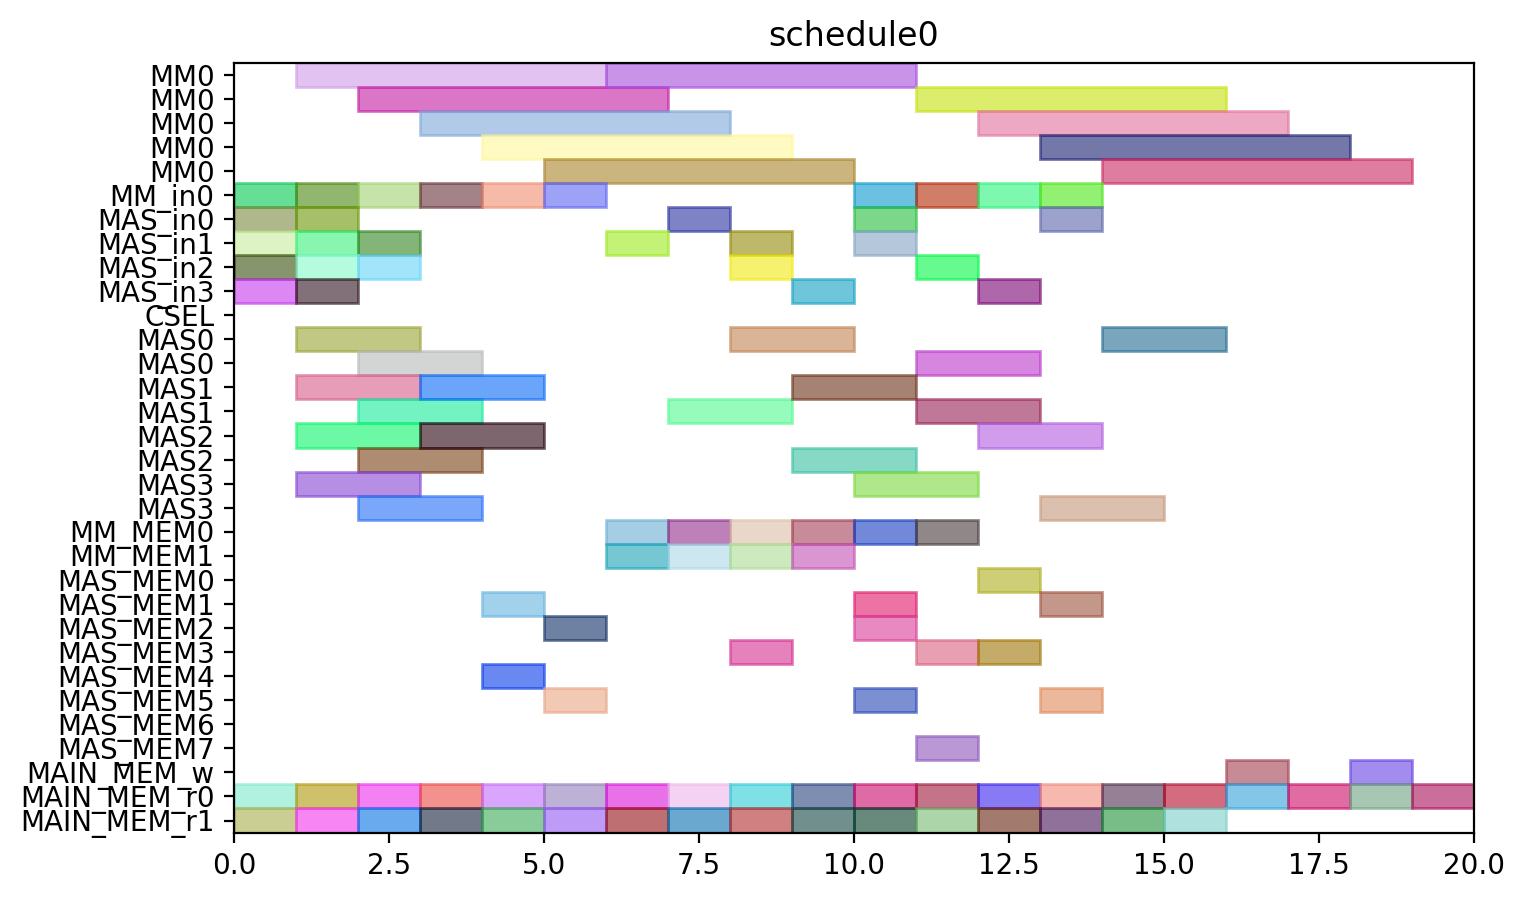 schedule0
MM0
MM0
MM0
MM0
MM0
MM_in0
MAS_in0
MAS_in1
MAS_in2
MAS_in3
CSEL
MAS0
MAS0
MAS1
MAS1
MAS2
MAS2
MAS3
MAS3
MM_MEM0
MM_MEM1
MAS_MEM0
MAS_MEM1
MAS_MEM2
MAS_MEM3
MAS_MEM4
MAS_MEM5
MAS_MEM6
MAS_MEM7
MAIN_MEM_w
MAIN_MEM_r0
MAIN_MEM_r1
0.0 2.5 5.0 7.5 10.0 12.5 15.0 17.5 20.0